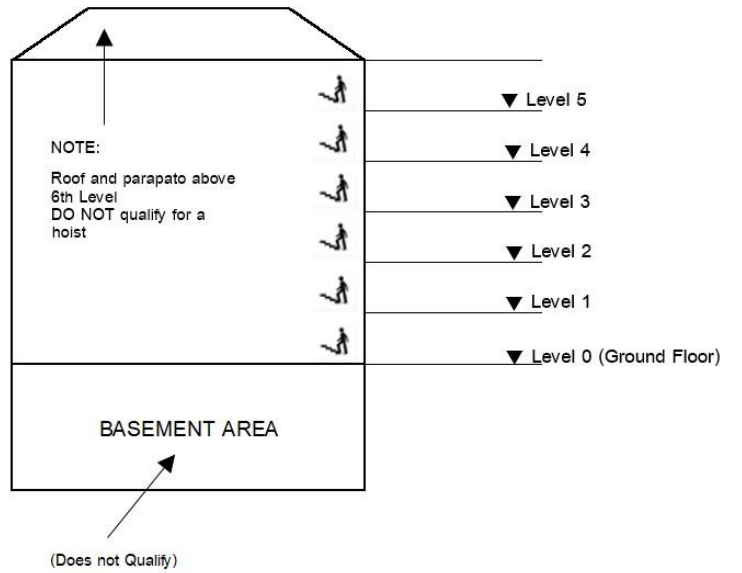 Level 5
Level 4
NOTE:
Roof and parapato above
6th Level
DO NOT qualify for a
hoist
Level 3
Level 2
Level 1
Level 0 (Ground Floor)
BASEMENT AREA
(Does not Qualify)